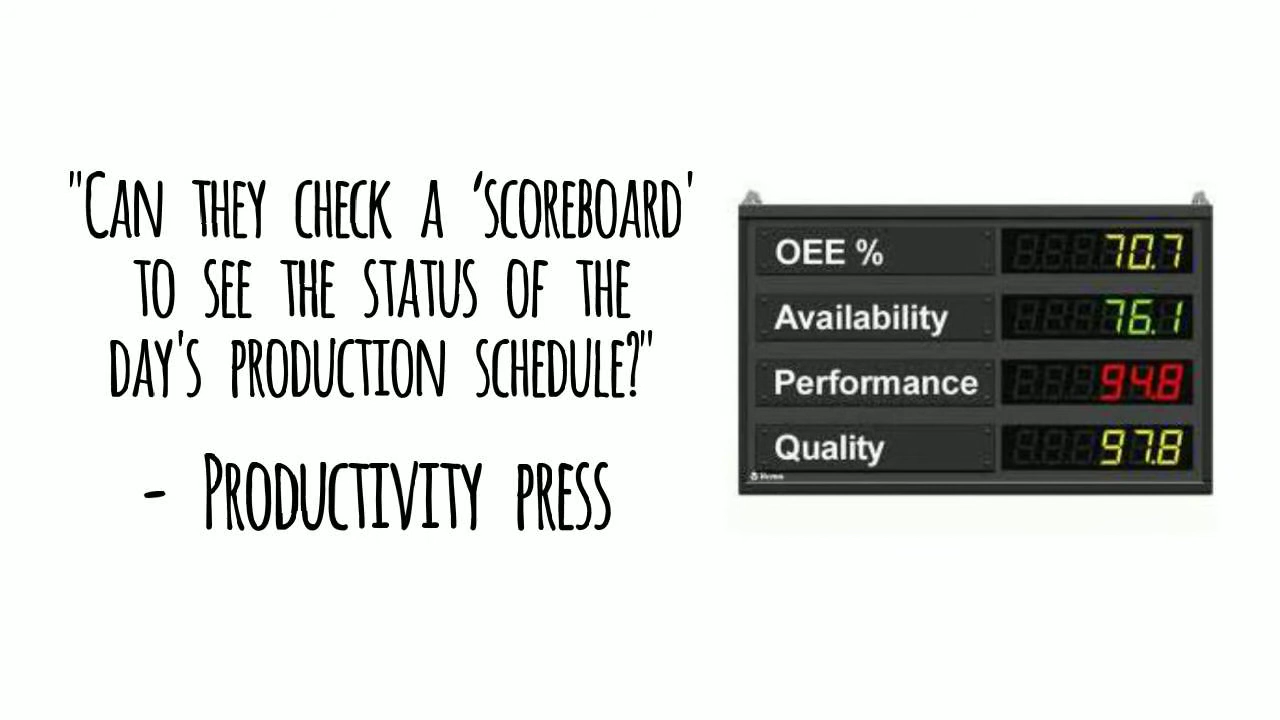 "CAN THEY CHECK A ‘SCOREBOARD'
TO SEE THE STATUS OF THE
DAY'S PRODUCTION SCHEDULE?"
- PRODUCTIVITY PRESS
OEE % 70.7
Availability 76.1
Performance 94.8
Quality 97.8